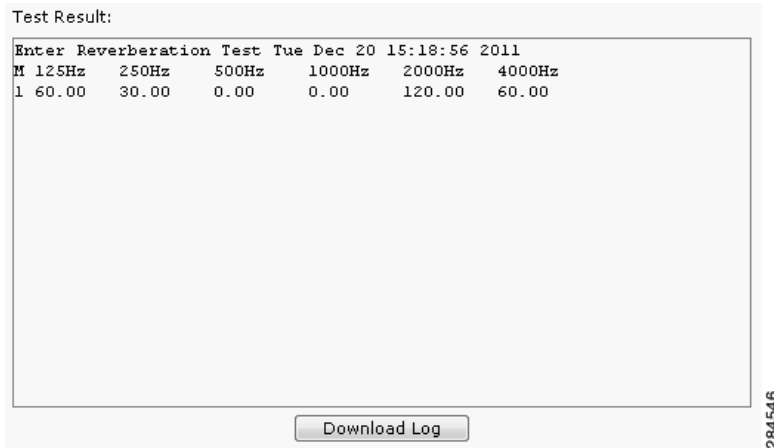 Test Result:
Enter Reverberation Test Tue Dec 20 15:18:56 2011
M 125Hz 250Hz 500Hz 1000Hz 2000Hz 4000Hz
1 60.00 30.00 0.00 0.00 120.00 60.00
Download Log
284546